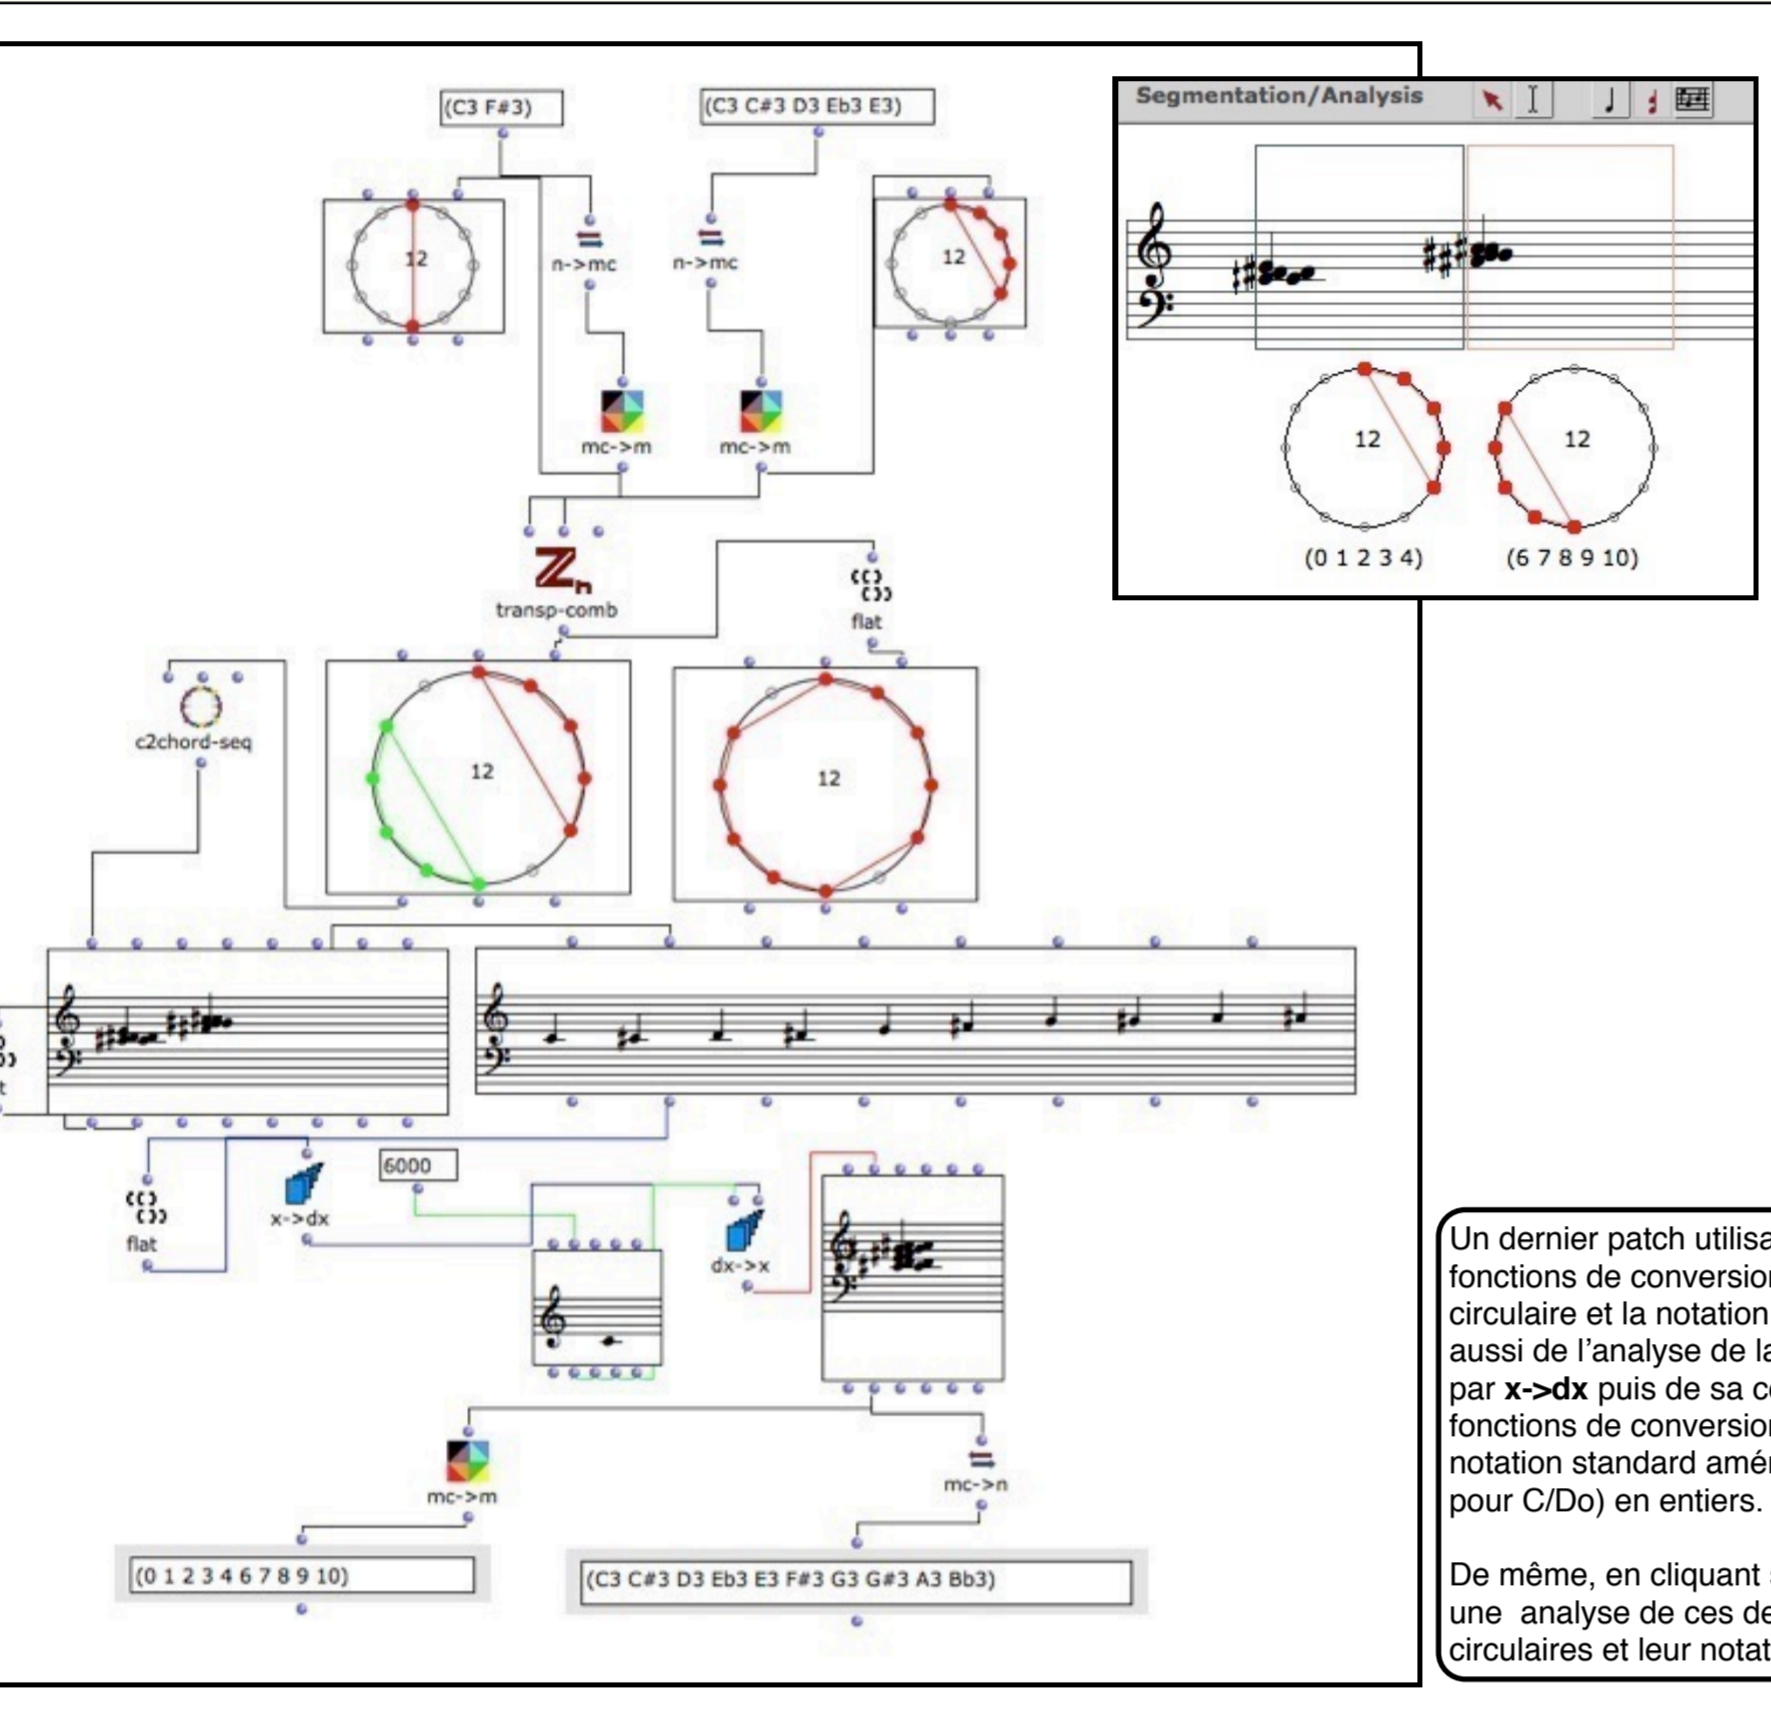 (C3 F#3)
(C3 C#3 D3 Eb3 E3)
Segmentation/Analysis
12
n->mc
n->mc
12
mc->m
mc->m
12
12
(0 1 2 3 4)
(6 7 8 9 10)
transp-comb
flat
c2chord-seq
12
12
6000
x->dx
flat
dx->x
mc->m
mc->n
(0 1 2 3 4 6 7 8 9 10)
(C3 C#3 D3 Eb3 E3 F#3 G3 G#3 A3 Bb3)
Un dernier patch utilisa
fonctions de conversion
circulaire et la notation
aussi de l'analyse de la
par x->dx puis de sa co
fonctions de conversion
notation standard amér
pour C/Do) en entiers.
De même, en cliquant s
une analyse de ces de
circulaires et leur notat